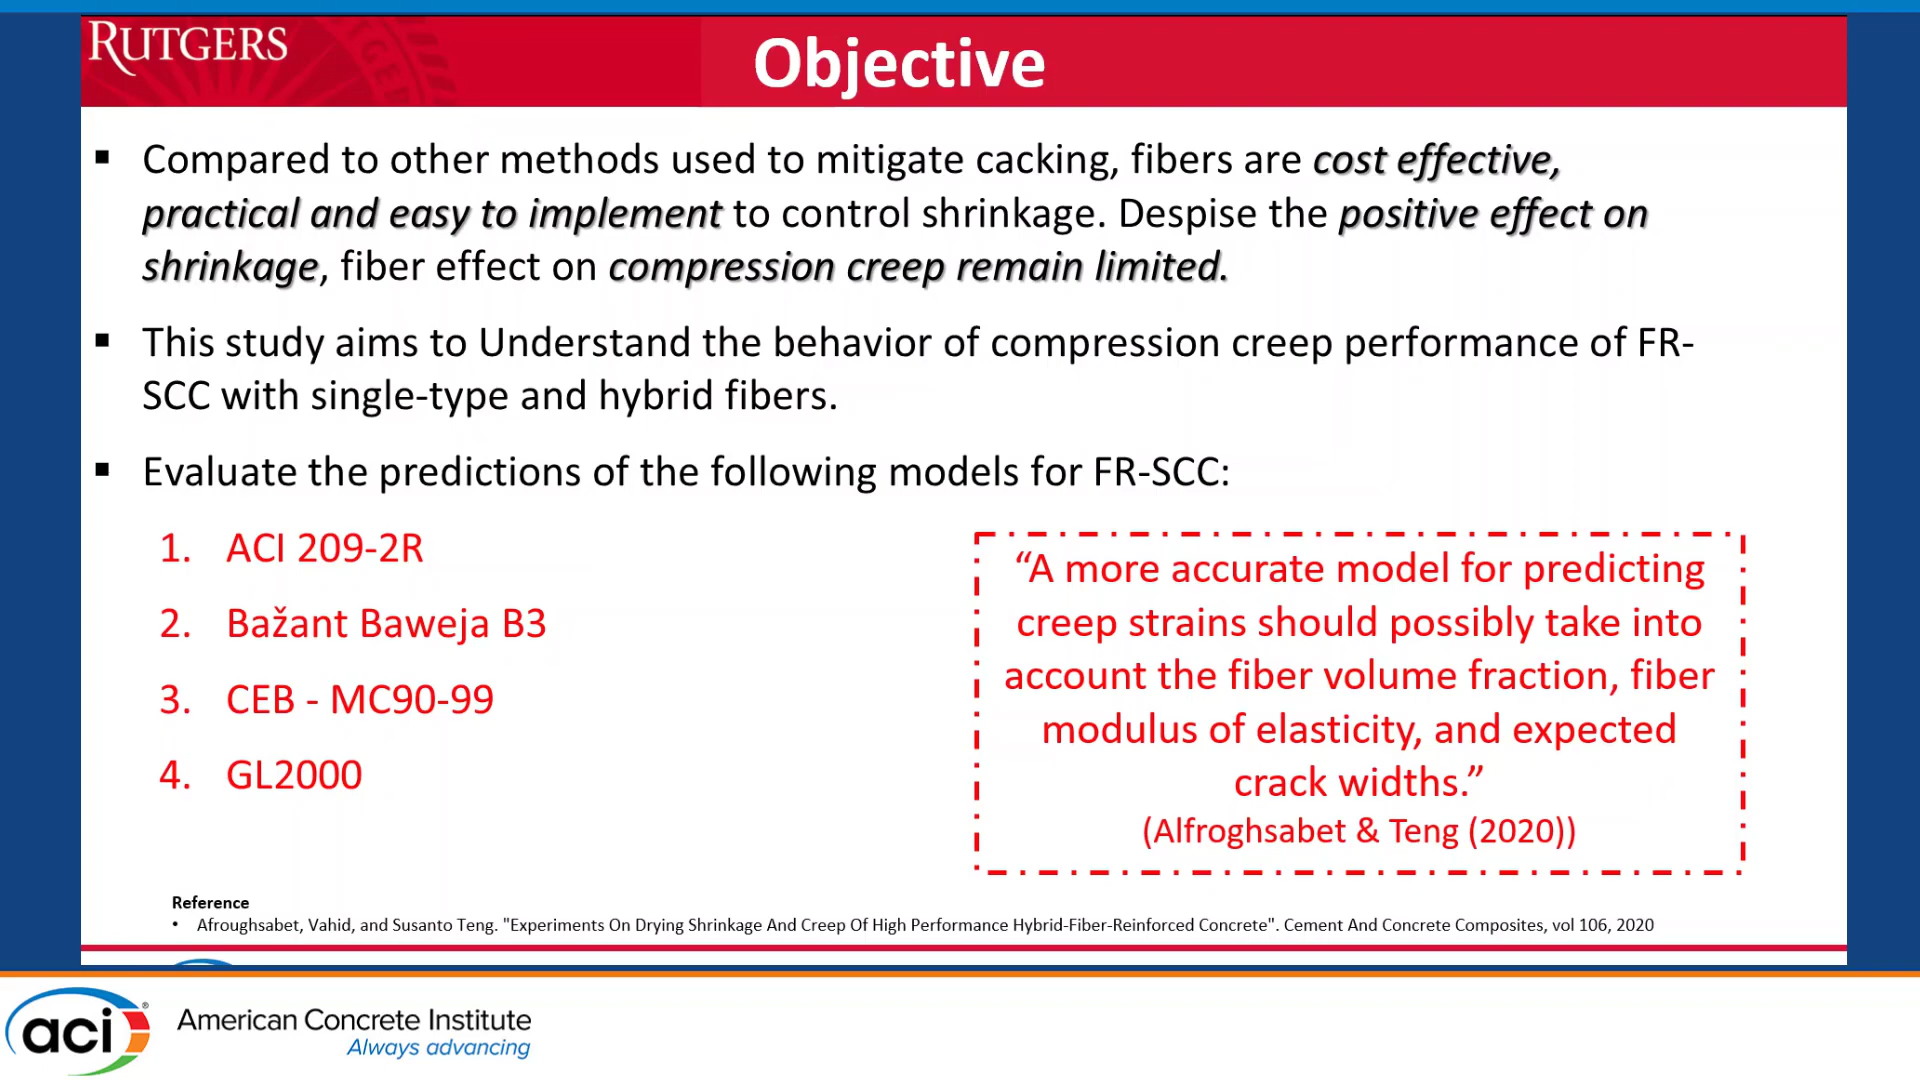 RUTGERS
Objective
▪ Compared to other methods used to mitigate cacking, fibers are cost effective,
practical and easy to implement to control shrinkage. Despise the positive effect on
shrinkage, fiber effect on compression creep remain limited.
▪ This study aims to Understand the behavior of compression creep performance of FR-
SCC with single-type and hybrid fibers.
▪ Evaluate the predictions of the following models for FR-SCC:
1. ACI 209-2R
2. Bažant Baweja B3
3. CEB - MC90-99
4. GL2000
“A more accurate model for predicting
creep strains should possibly take into
account the fiber volume fraction, fiber
modulus of elasticity, and expected
crack widths.”
(Alfroghsabet & Teng (2020))
Reference
• Afroughsabet, Vahid, and Susanto Teng. "Experiments On Drying Shrinkage And Creep Of High Performance Hybrid-Fiber-Reinforced Concrete". Cement And Concrete Composites, vol 106, 2020
aci®
American Concrete Institute
Always advancing